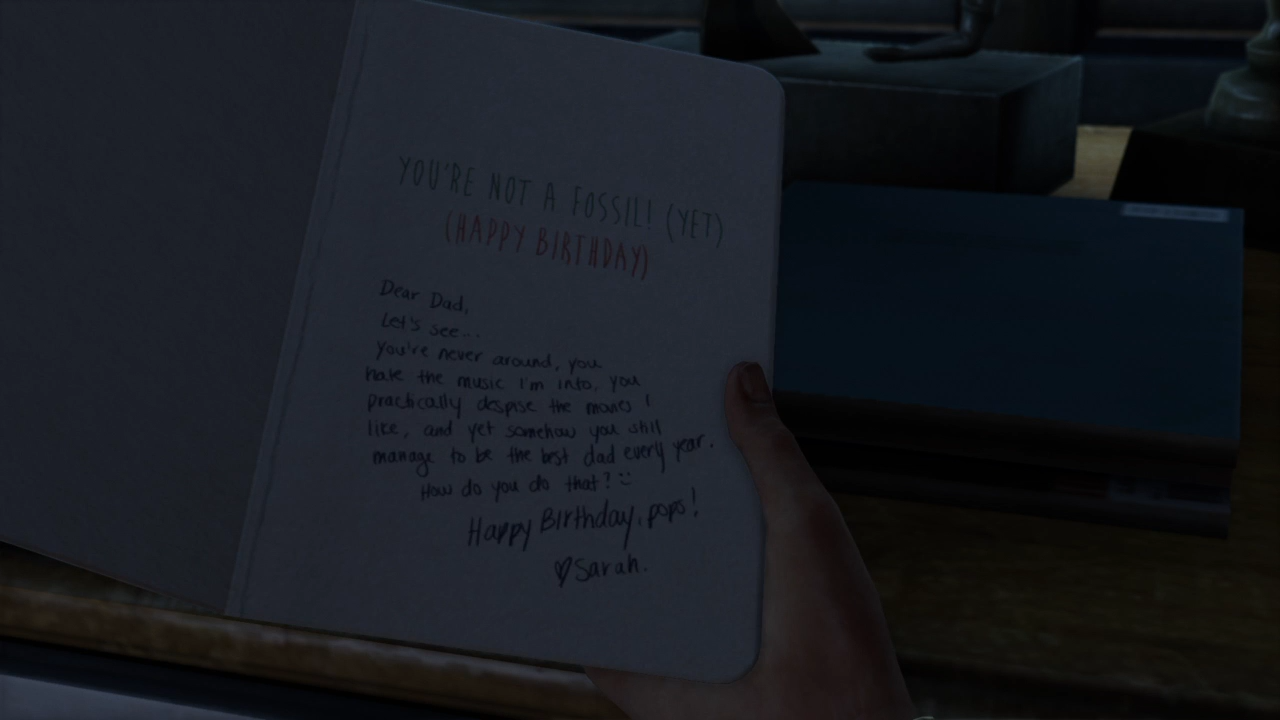 YOU'RE NOT A FOSSIL! (YET)
(HAPPY BIRTHDAY)
Dear Dad,
Let's see...
You're never around, you
hate the music I'm into, you
practically despise the movies I
like, and yet somehow you still
manage to be the best dad every year.
How do you do that? :)
Happy Birthday, pops!
♡Sarah.